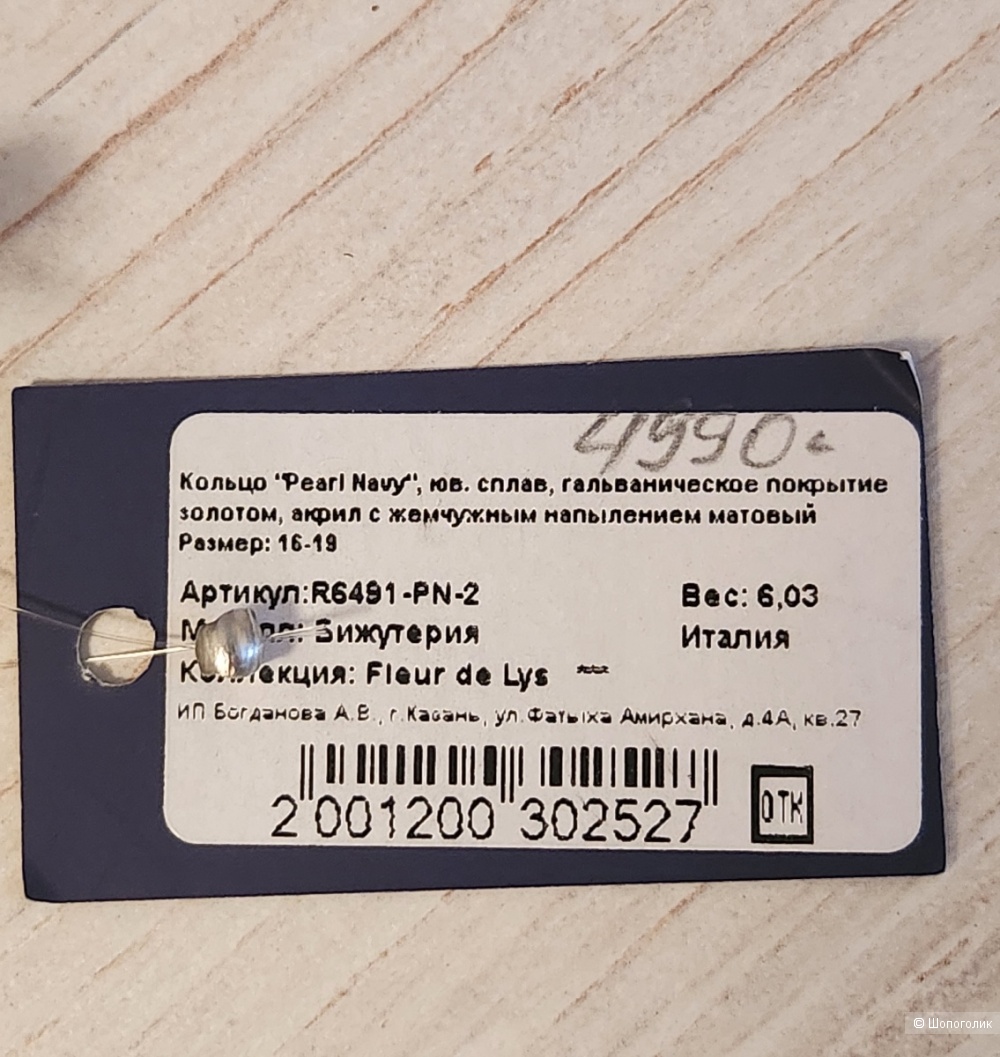 4990
Кольцо "Pearl Navy", юв. сплав, гальваническое покрытие
золотом, акрил с жемчужным напылением матовый
Размер: 16-19
Артикул:R6491-PN-2 Вес: 6,03
Бижутерия Италия
Коллекция: Fleur de Lys
ИП Богданова А.В., г.Казань, ул.Фатыха Амирхана, д.4А, кв.27
2 001200 302527
ОТК
© Шопоголик